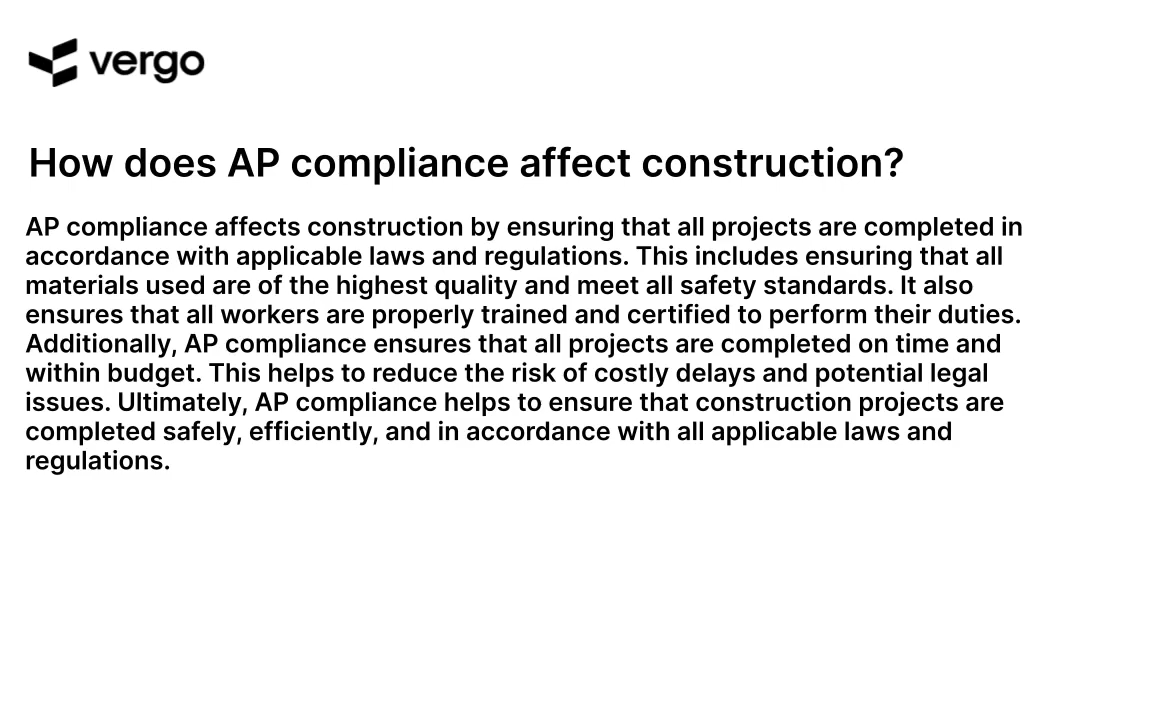 vergo
How does AP compliance affect construction?
AP compliance affects construction by ensuring that all projects are completed in
accordance with applicable laws and regulations. This includes ensuring that all
materials used are of the highest quality and meet all safety standards. It also
ensures that all workers are properly trained and certified to perform their duties.
Additionally, AP compliance ensures that all projects are completed on time and
within budget. This helps to reduce the risk of costly delays and potential legal
issues. Ultimately, AP compliance helps to ensure that construction projects are
completed safely, efficiently, and in accordance with all applicable laws and
regulations.